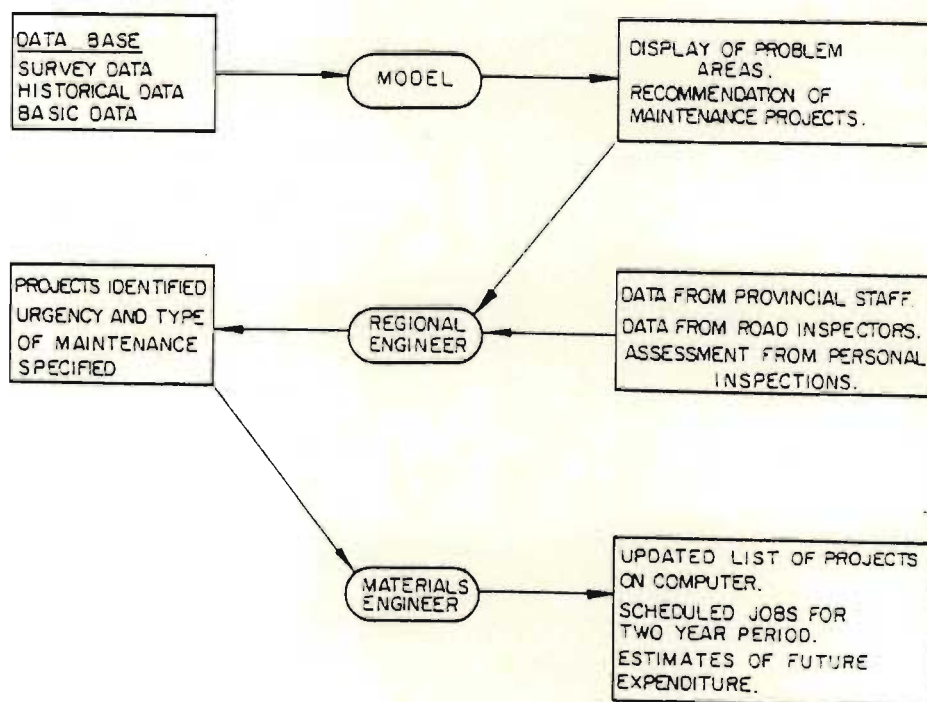 DATA BASE
SURVEY DATA
HISTORICAL DATA
BASIC DATA
MODEL
DISPLAY OF PROBLEM
AREAS.
RECOMMENDATION OF
MAINTENANCE PROJECTS.
PROJECTS IDENTIFIED
URGENCY AND TYPE
OF MAINTENANCE
SPECIFIED
REGIONAL
ENGINEER
DATA FROM PROVINCIAL STAFF.
DATA FROM ROAD INSPECTORS.
ASSESSMENT FROM PERSONAL
INSPECTIONS.
MATERIALS
ENGINEER
UPDATED LIST OF PROJECTS
ON COMPUTER.
SCHEDULED JOBS FOR
TWO YEAR PERIOD.
ESTIMATES OF FUTURE
EXPENDITURE.